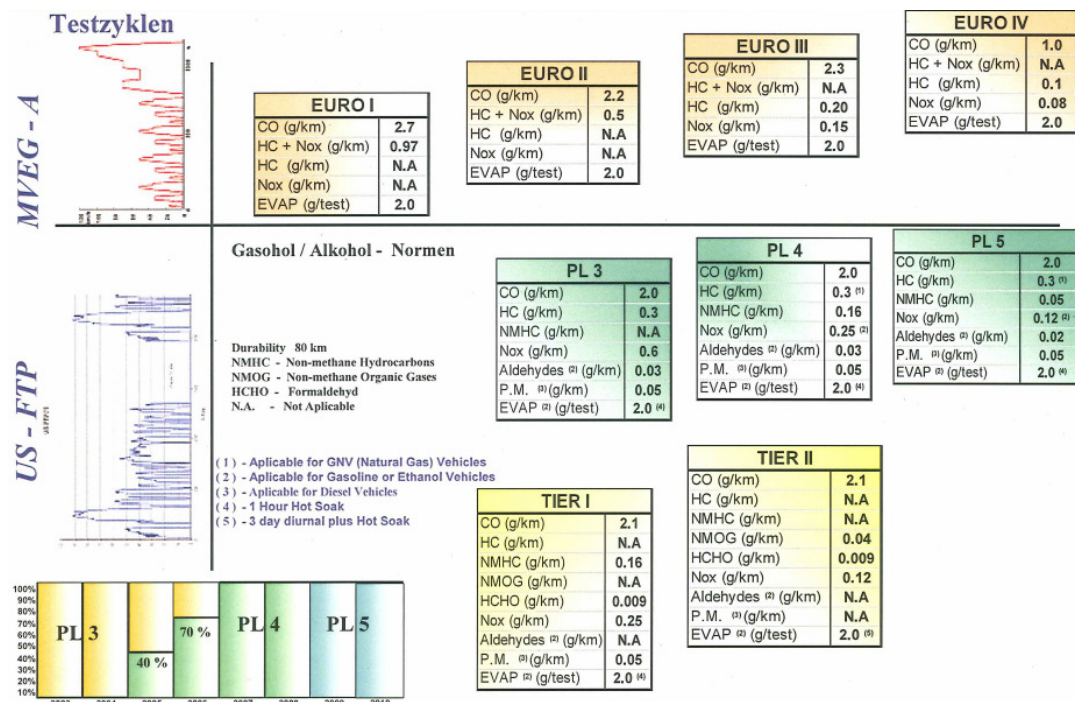 Testzyklen
MVEG - A
EURO I
CO (g/km) 2.7
HC + Nox (g/km) 0.97
HC (g/km) N.A
Nox (g/km) N.A
EVAP (g/test) 2.0
EURO II
CO (g/km) 2.2
HC + Nox (g/km) 0.5
HC (g/km) N.A
Nox (g/km) N.A
EVAP (g/test) 2.0
EURO III
CO (g/km) 2.3
HC + Nox (g/km) N.A
HC (g/km) 0.20
Nox (g/km) 0.15
EVAP (g/test) 2.0
EURO IV
CO (g/km) 1.0
HC + Nox (g/km) N.A
HC (g/km) 0.1
Nox (g/km) 0.08
EVAP (g/test) 2.0
US - FTP
Gasohol / Alkohol - Normen
Durability 80 km
NMHC - Non-methane Hydrocarbons
NMOG - Non-methane Organic Gases
HCHO - Formaldehyd
N.A. - Not Aplicable
(1) - Aplicable for GNV (Natural Gas) Vehicles
(2) - Aplicable for Gasoline or Ethanol Vehicles
(3) - Aplicable for Diesel Vehicles
(4) - 1 Hour Hot Soak
(5) - 3 day diurnal plus Hot Soak
PL 3
CO (g/km) 2.0
HC (g/km) 0.3
NMHC (g/km) N.A
Nox (g/km) 0.6
Aldehydes (2) (g/km) 0.03
P.M. (3) (g/km) 0.05
EVAP (2) (g/test) 2.0 (4)
PL 4
CO (g/km) 2.0
HC (g/km) 0.3 (1)
NMHC (g/km) 0.16
Nox (g/km) 0.25 (2)
Aldehydes (2) (g/km) 0.03
P.M. (3) (g/km) 0.05
EVAP (2) (g/test) 2.0 (4)
PL 5
CO (g/km) 2.0
HC (g/km) 0.3 (1)
NMHC (g/km) 0.05
Nox (g/km) 0.12 (2)
Aldehydes (2) (g/km) 0.02
P.M. (3) (g/km) 0.05
EVAP (2) (g/test) 2.0 (4)
TIER I
CO (g/km) 2.1
HC (g/km) N.A
NMHC (g/km) 0.16
NMOG (g/km) N.A
HCHO (g/km) 0.009
Nox (g/km) 0.25
Aldehydes (2) (g/km) N.A
P.M. (3) (g/km) 0.05
EVAP (2) (g/test) 2.0 (4)
TIER II
CO (g/km) 2.1
HC (g/km) N.A
NMHC (g/km) N.A
NMOG (g/km) 0.04
HCHO (g/km) 0.009
Nox (g/km) 0.12
Aldehydes (2) (g/km) N.A
P.M. (3) (g/km) N.A
EVAP (2) (g/test) 2.0 (5)
100%
90%
80%
70%
60%
50%
40%
30%
20%
10%
PL 3
40 %
70 %
PL 4
PL 5